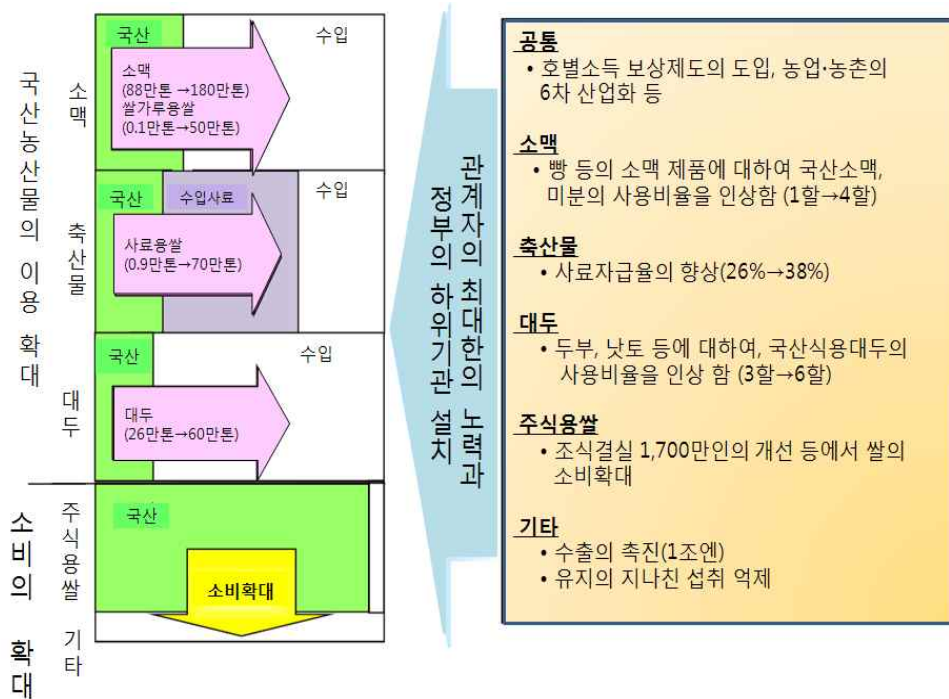 국산농산물의 이용 확대
소비의 확대
소맥
축산물
대두
주식용쌀
기타
국산
수입
소맥
(88만톤→180만톤)
쌀가루용쌀
(0.1만톤→50만톤)
국산
수입사료
수입
사료용쌀
(0.9만톤→70만톤)
국산
수입
대두
(26만톤→60만톤)
국산
소비확대
관계자의 최대한의 노력과
정부의 하위기관 설치
공통
• 호별소득 보상제도의 도입, 농업·농촌의
6차 산업화 등
소맥
• 빵 등의 소맥 제품에 대하여 국산소맥,
미분의 사용비율을 인상함 (1할→4할)
축산물
• 사료자급율의 향상(26%→38%)
대두
• 두부, 낫토 등에 대하여, 국산식용대두의
사용비율을 인상 함 (3할→6할)
주식용쌀
• 조식결실 1,700만인의 개선 등에서 쌀의
소비확대
기타
• 수출의 촉진(1조엔)
• 유지의 지나친 섭취 억제